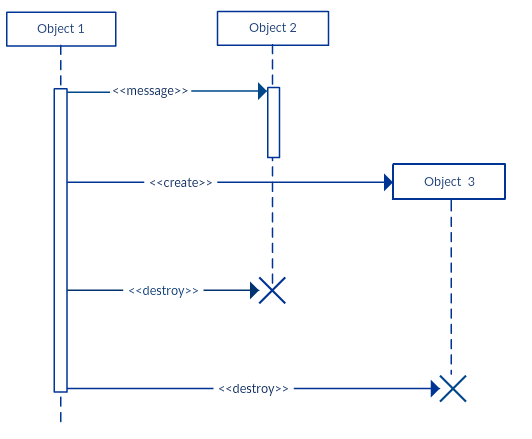 Object 1
Object 2
<<message>>
<<create>>
Object 3
<<destroy>>
<<destroy>>